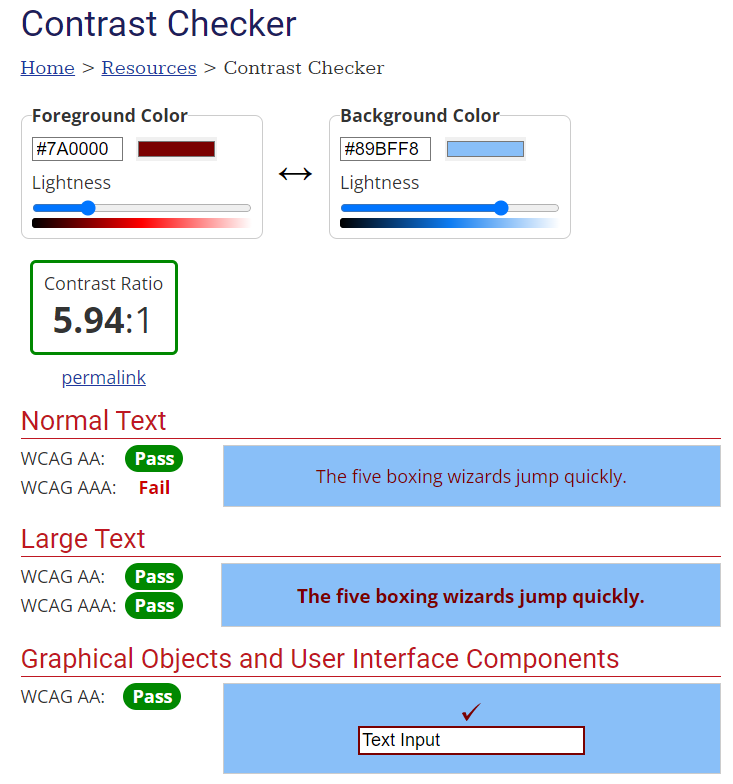 Contrast Checker
Home > Resources > Contrast Checker
Foreground Color
#7A0000
Lightness
Background Color
#89BFF8
Lightness
Contrast Ratio
5.94:1
permalink
Normal Text
WCAG AA: Pass
WCAG AAA: Fail
The five boxing wizards jump quickly.
Large Text
WCAG AA: Pass
WCAG AAA: Pass
The five boxing wizards jump quickly.
Graphical Objects and User Interface Components
WCAG AA: Pass
✓
Text Input